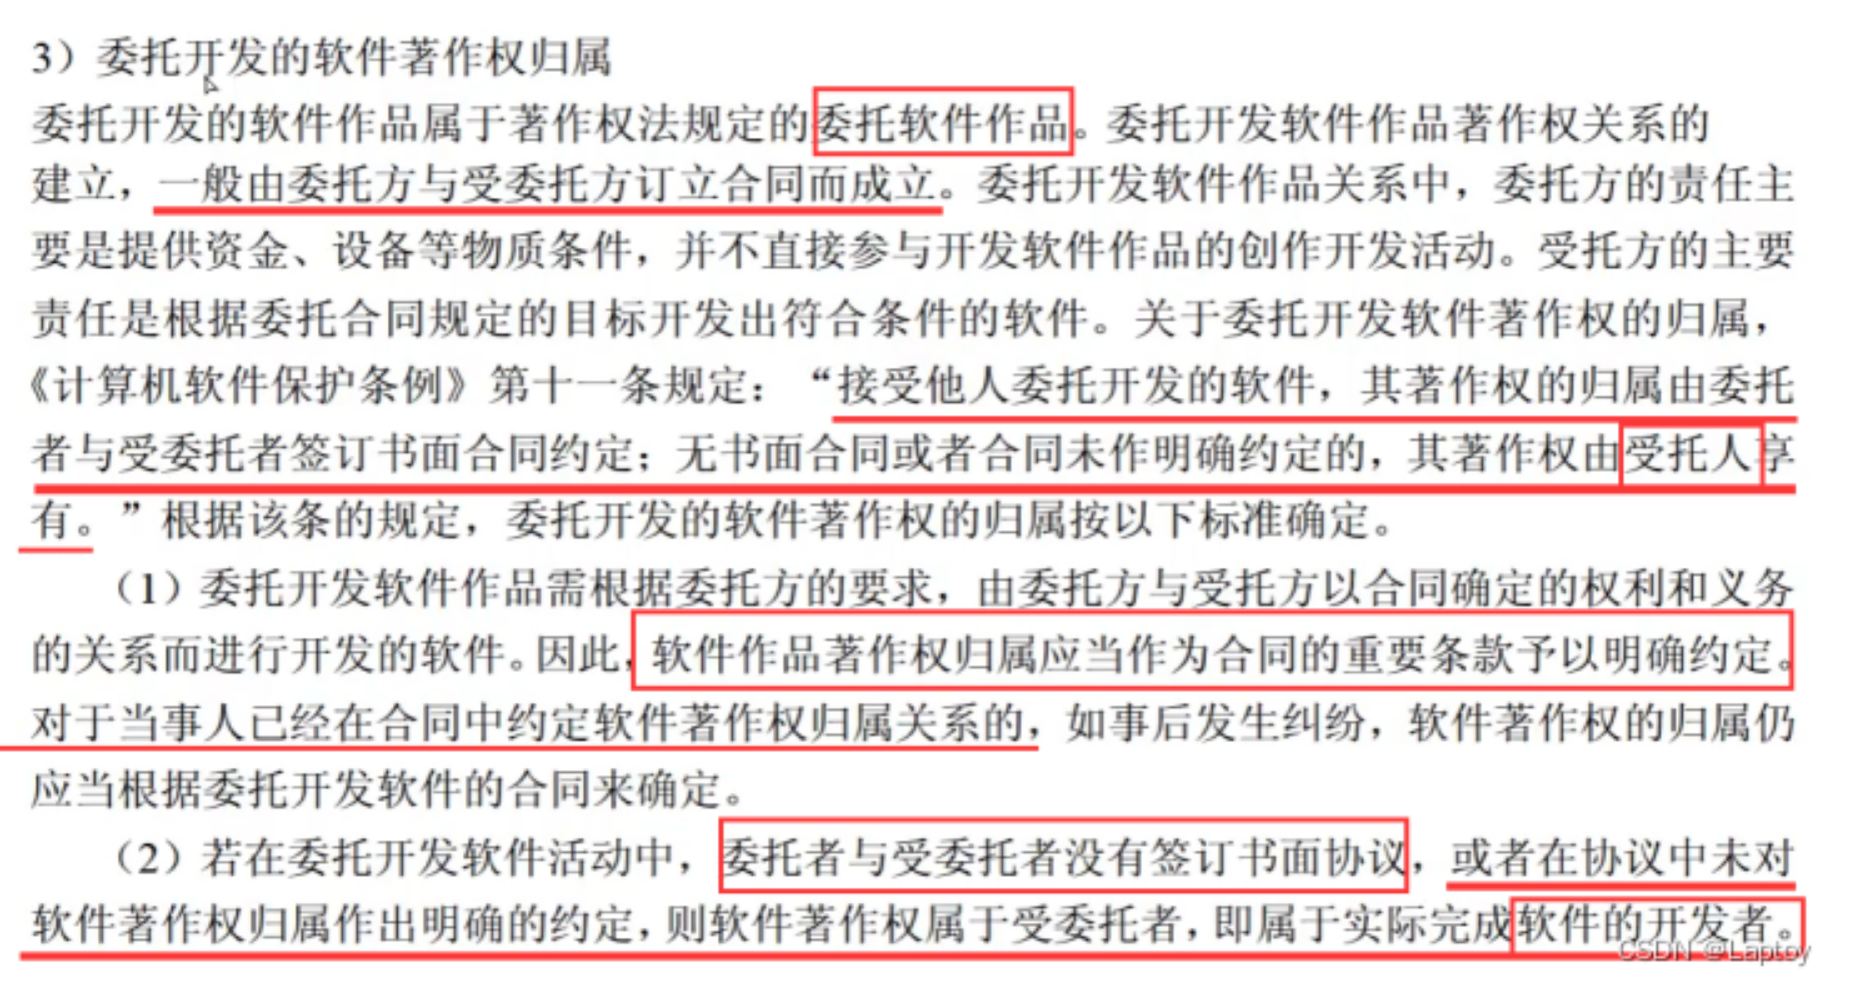 3）委托开发的软件著作权归属
委托开发的软件作品属于著作权法规定的委托软件作品。委托开发软件作品著作权关系的
建立，一般由委托方与受委托方订立合同而成立。委托开发软件作品关系中，委托方的责任主
要是提供资金、设备等物质条件，并不直接参与开发软件作品的创作开发活动。受托方的主要
责任是根据委托合同规定的目标开发出符合条件的软件。关于委托开发软件著作权的归属，
《计算机软件保护条例》第十一条规定：“接受他人委托开发的软件，其著作权的归属由委托
者与受委托者签订书面合同约定；无书面合同或者合同未作明确约定的，其著作权由受托人享
有。”根据该条的规定，委托开发的软件著作权的归属按以下标准确定。
（1）委托开发软件作品需根据委托方的要求，由委托方与受托方以合同确定的权利和义务
的关系而进行开发的软件。因此，软件作品著作权归属应当作为合同的重要条款予以明确约定。
对于当事人已经在合同中约定软件著作权归属关系的，如事后发生纠纷，软件著作权的归属仍
应当根据委托开发软件的合同来确定。
（2）若在委托开发软件活动中，委托者与受委托者没有签订书面协议，或者在协议中未对
软件著作权归属作出明确的约定，则软件著作权属于受委托者，即属于实际完成软件的开发者。
CSDN @Laptoy